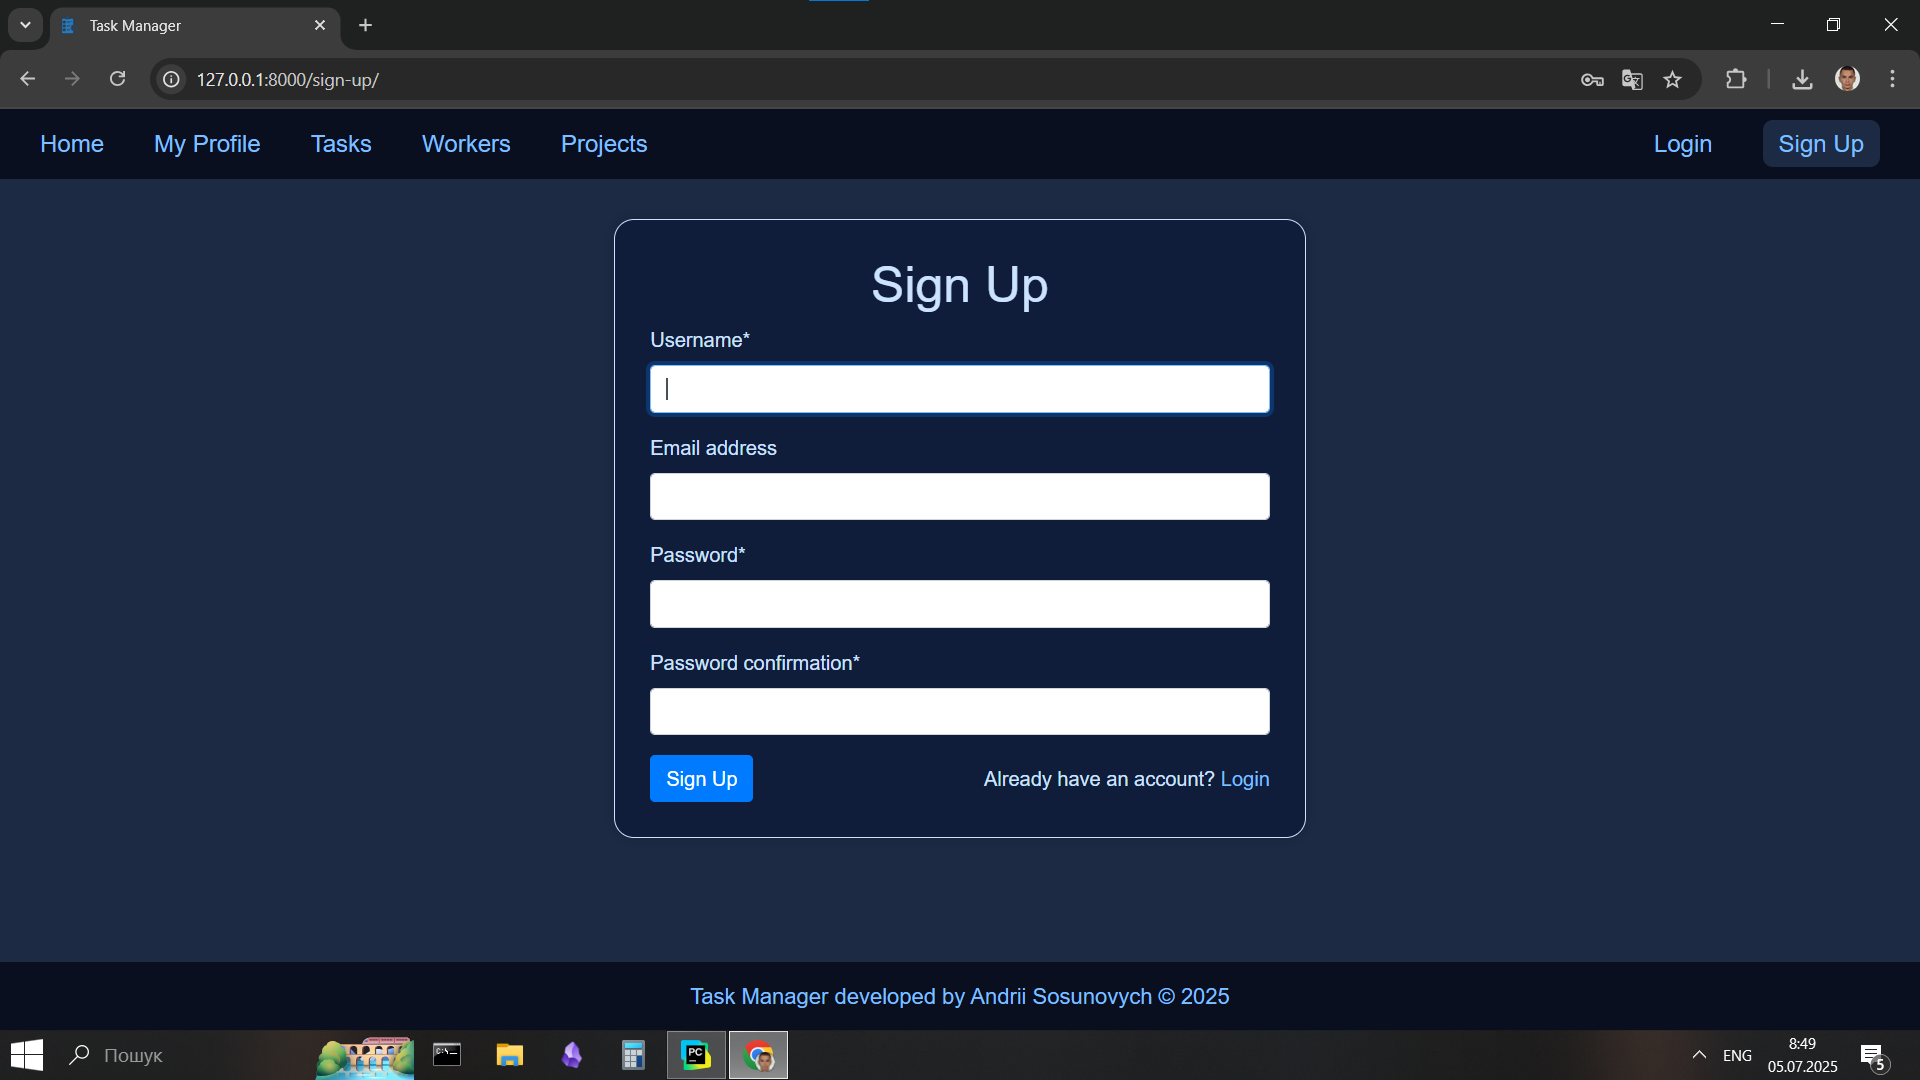 Task Manager
127.0.0.1:8000/sign-up/
Home My Profile Tasks Workers Projects Login Sign Up
Sign Up
Username*
Email address
Password*
Password confirmation*
Sign Up Already have an account? Login
Task Manager developed by Andrii Sosunovych © 2025
Пошук
PC
ENG
8:49
05.07.2025
5